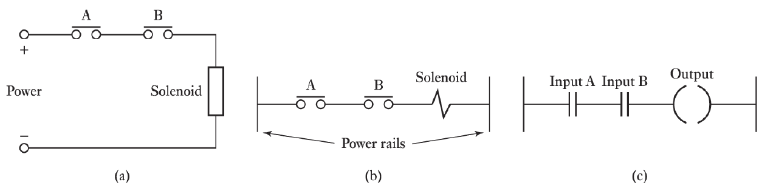 A B
+
Power Solenoid
−
(a)
A B Solenoid
Power rails
(b)
Input A Input B Output
(c)